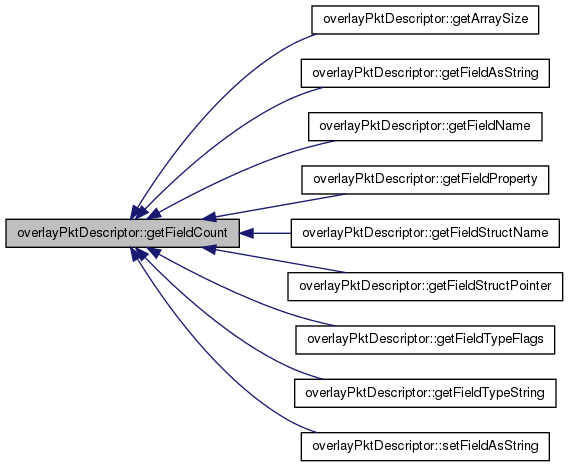 overlayPktDescriptor::getArraySize
overlayPktDescriptor::getFieldAsString
overlayPktDescriptor::getFieldName
overlayPktDescriptor::getFieldProperty
overlayPktDescriptor::getFieldCount
overlayPktDescriptor::getFieldStructName
overlayPktDescriptor::getFieldStructPointer
overlayPktDescriptor::getFieldTypeFlags
overlayPktDescriptor::getFieldTypeString
overlayPktDescriptor::setFieldAsString